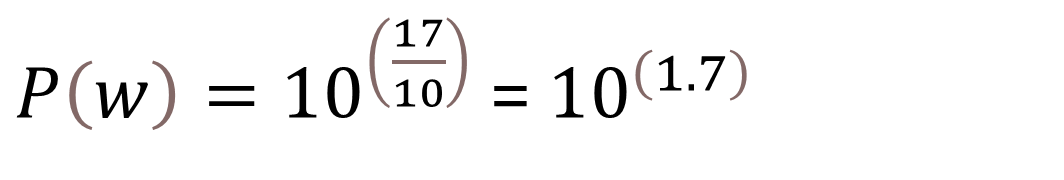 P(w) = 10^(17/10) = 10^(1.7)